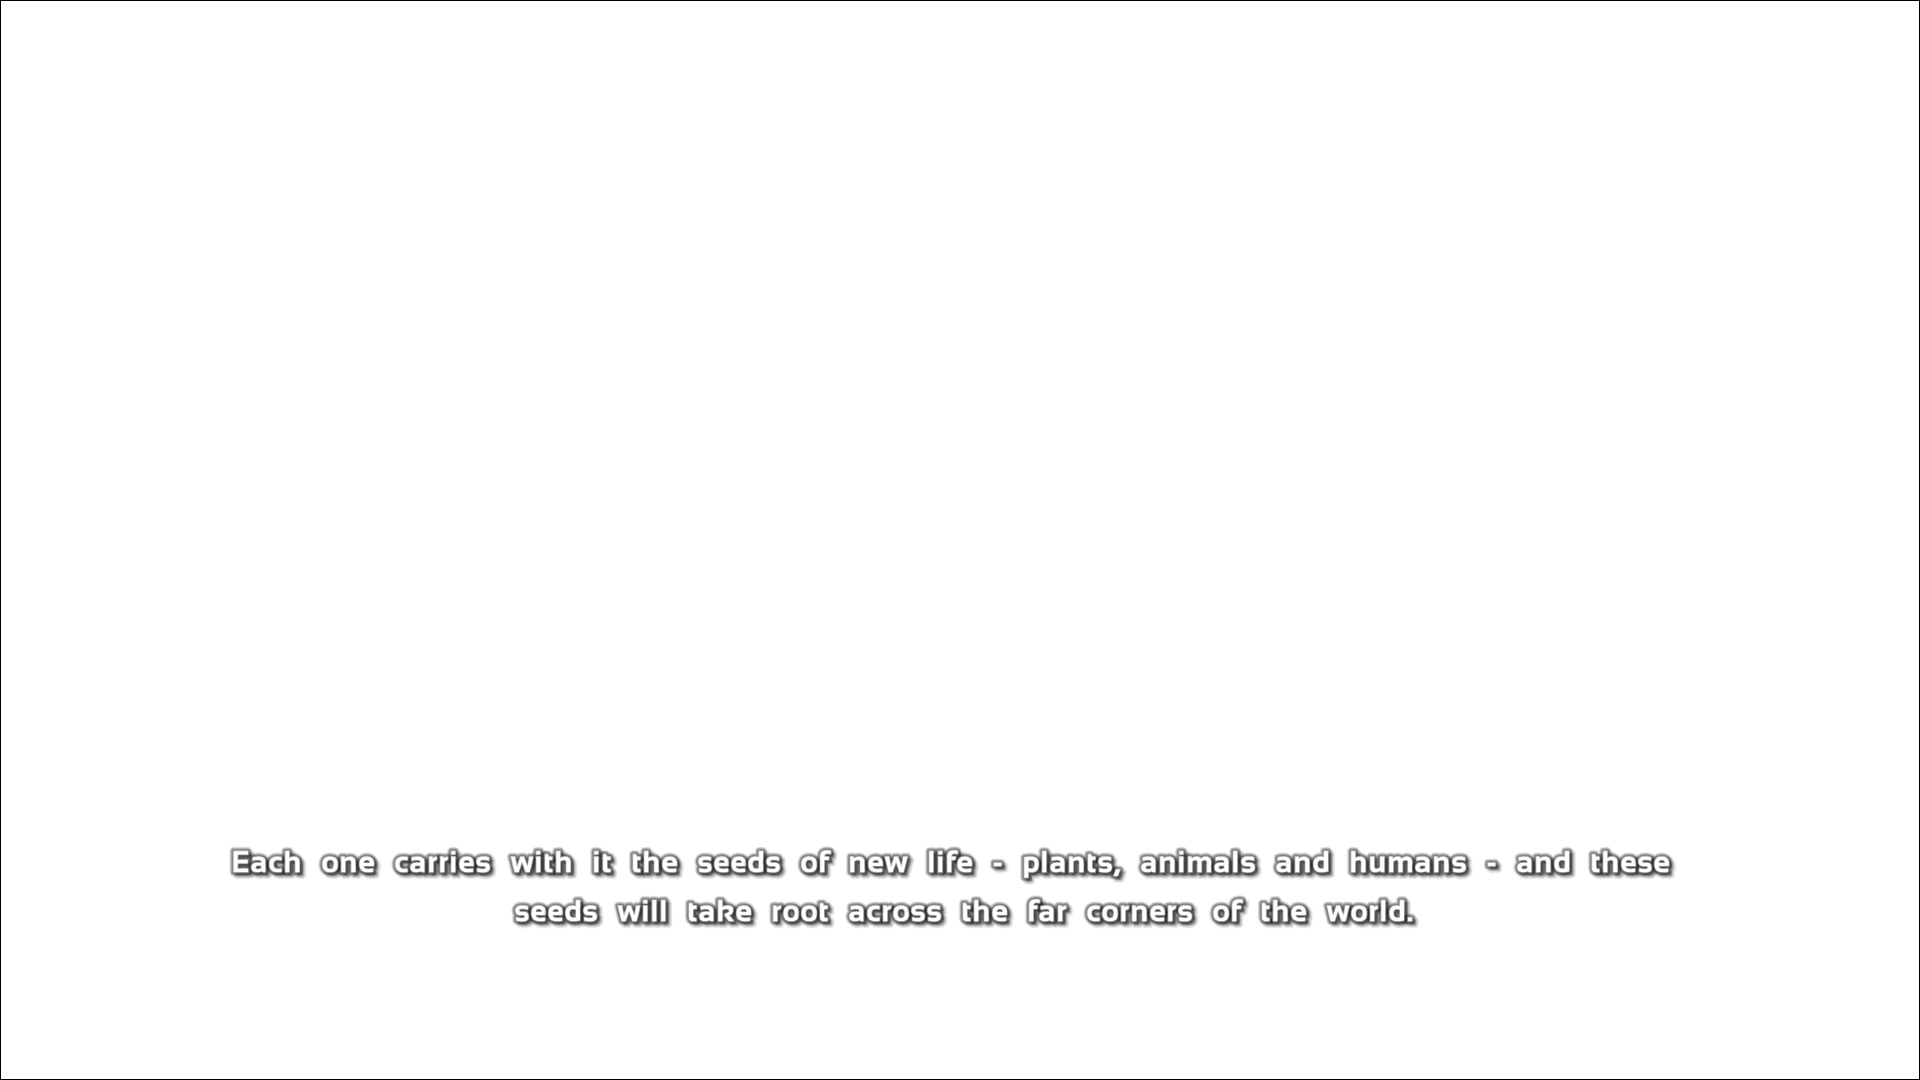 Each one carries with it the seeds of new life - plants, animals and humans - and these
seeds will take root across the far corners of the world.